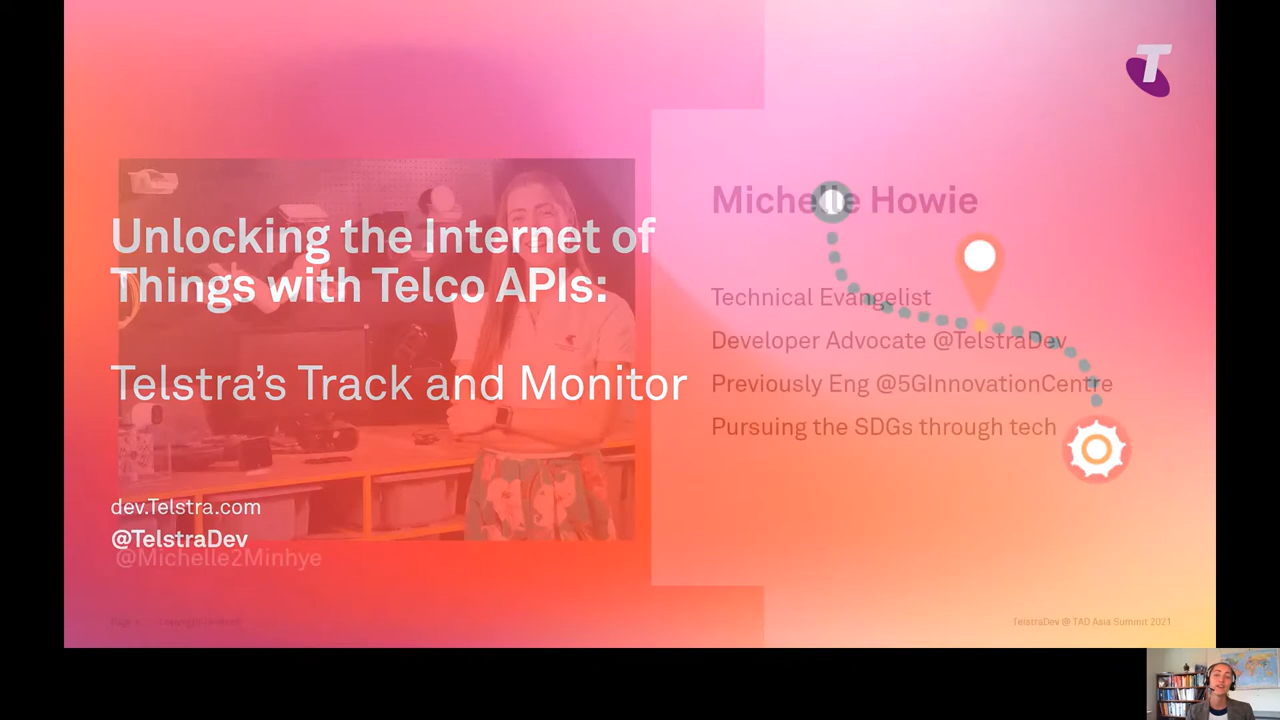 Unlocking the Internet of
Things with Telco APIs:
Telstra's Track and Monitor
dev.Telstra.com
@TelstraDev
@Michelle2Minhye
Michelle Howie
Technical Evangelist
Developer Advocate @TelstraDev
Previously Eng @5GInnovationCentre
Pursuing the SDGs through tech
TelstraDev @ TAD Asia Summit 2021
T